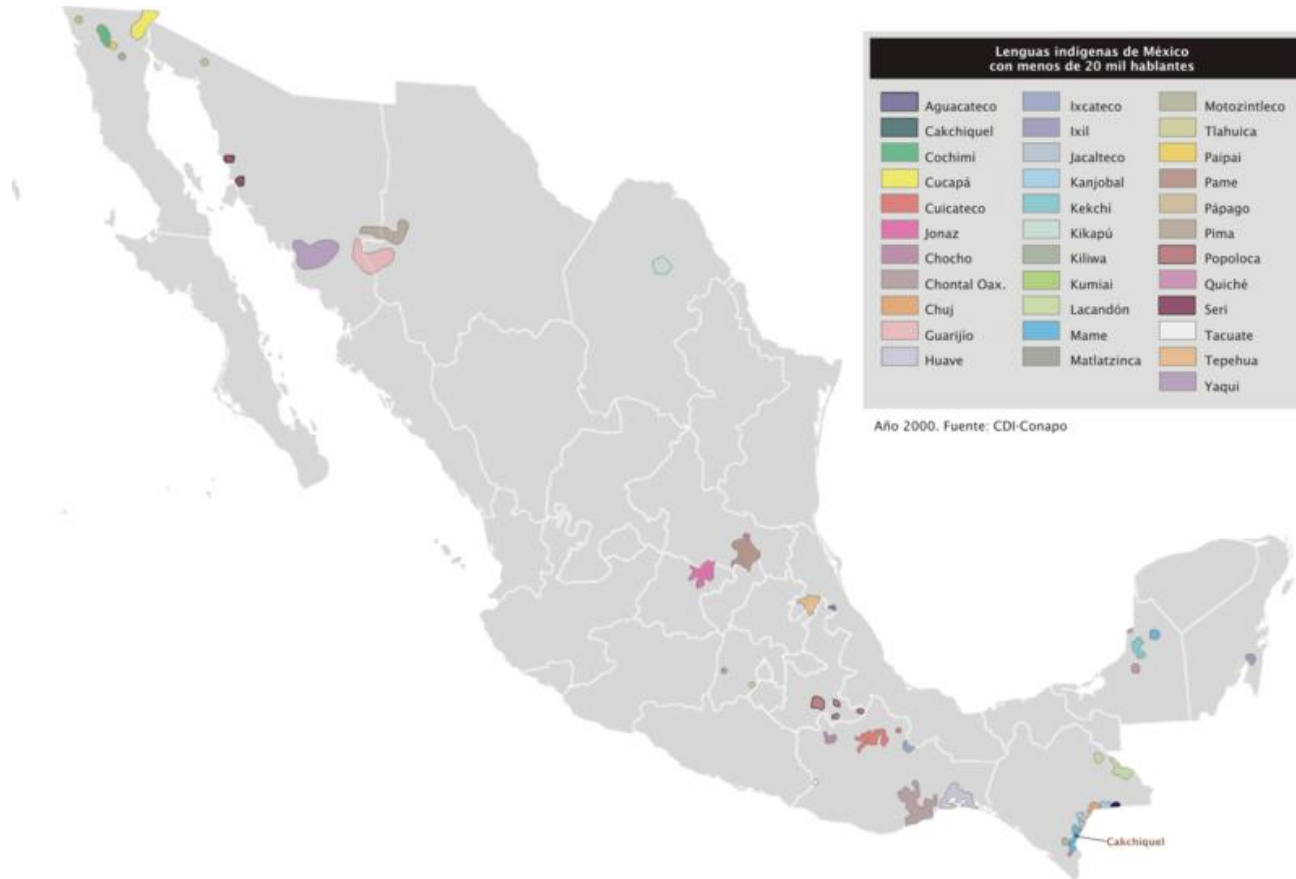 Lenguas indígenas de México
con menos de 20 mil hablantes
Aguacateco
Cakchiquel
Cochimi
Cucapá
Cuicateco
Jonaz
Chocho
Chontal Oax.
Chuj
Guarijío
Huave
Ixcateco
Ixil
Jacalteco
Kanjobal
Kekchí
Kikapú
Kiliwa
Kumiai
Lacandón
Mame
Matlatzinca
Motozintleco
Tlahuica
Paipai
Pame
Pápago
Pima
Popoloca
Quiché
Seri
Tacuate
Tepehua
Yaqui
Año 2000. Fuente: CDI-Conapo
Cakchiquel